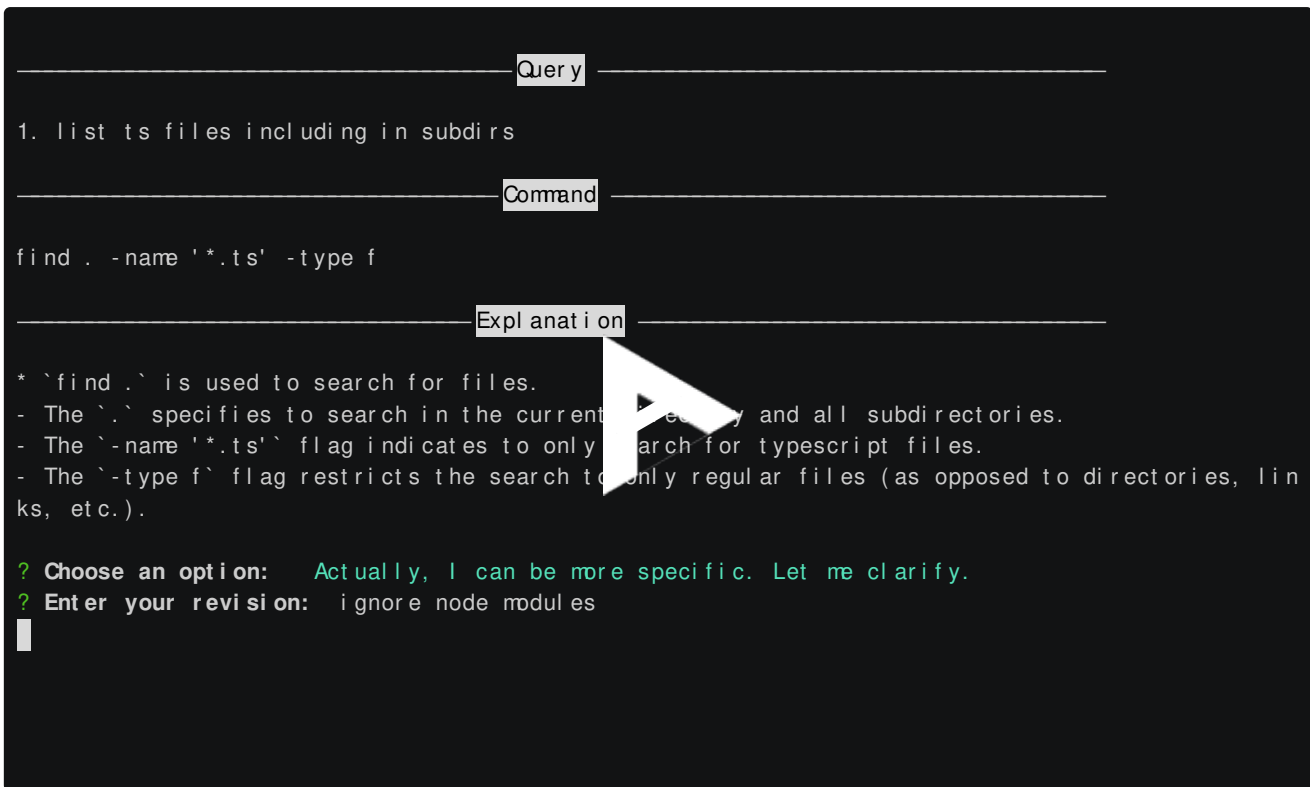 Query
1. list ts files including in subdirs
Command
find . -name '*.ts' -type f
Explanation
* `find .` is used to search for files.
- The `.` specifies to search in the current directory and all subdirectories.
- The `-name '*.ts'` flag indicates to only search for typescript files.
- The `-type f` flag restricts the search to only regular files (as opposed to directories, lin
ks, etc.).
? Choose an option: Actually, I can be more specific. Let me clarify.
? Enter your revision: ignore node modules